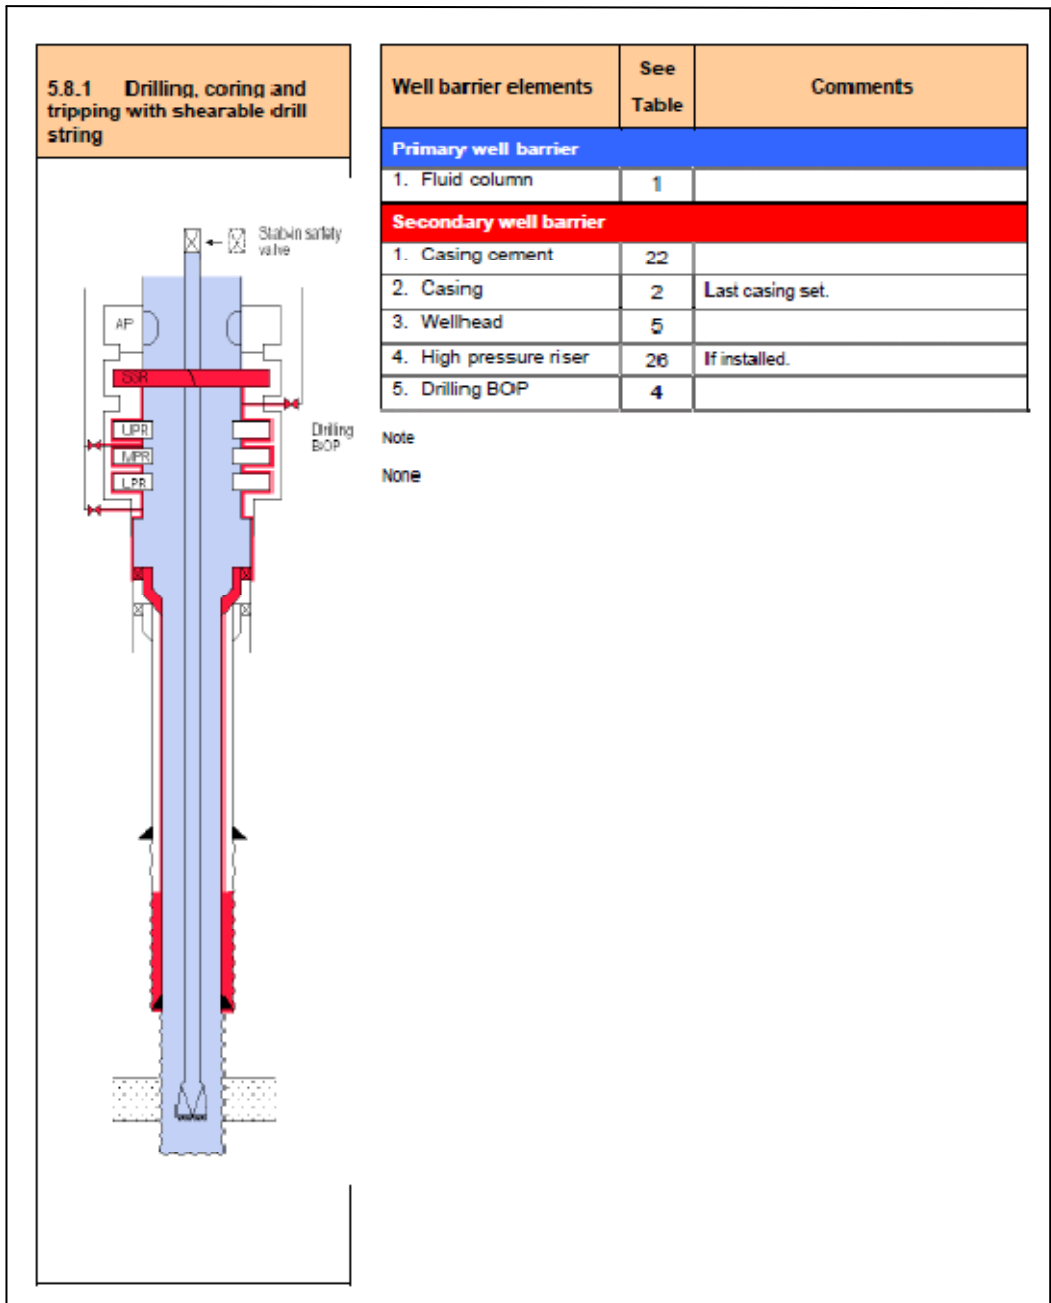 5.8.1 Drilling, coring and
tripping with shearable drill
string
Stab-in safety
valve
AP
SSR
UPR
MPR
LPR
Drilling
BOP
Well barrier elements
See
Table
Comments
Primary well barrier
1. Fluid column 1
Secondary well barrier
1. Casing cement 22
2. Casing 2 Last casing set.
3. Wellhead 5
4. High pressure riser 26 If installed.
5. Drilling BOP 4
Note
None